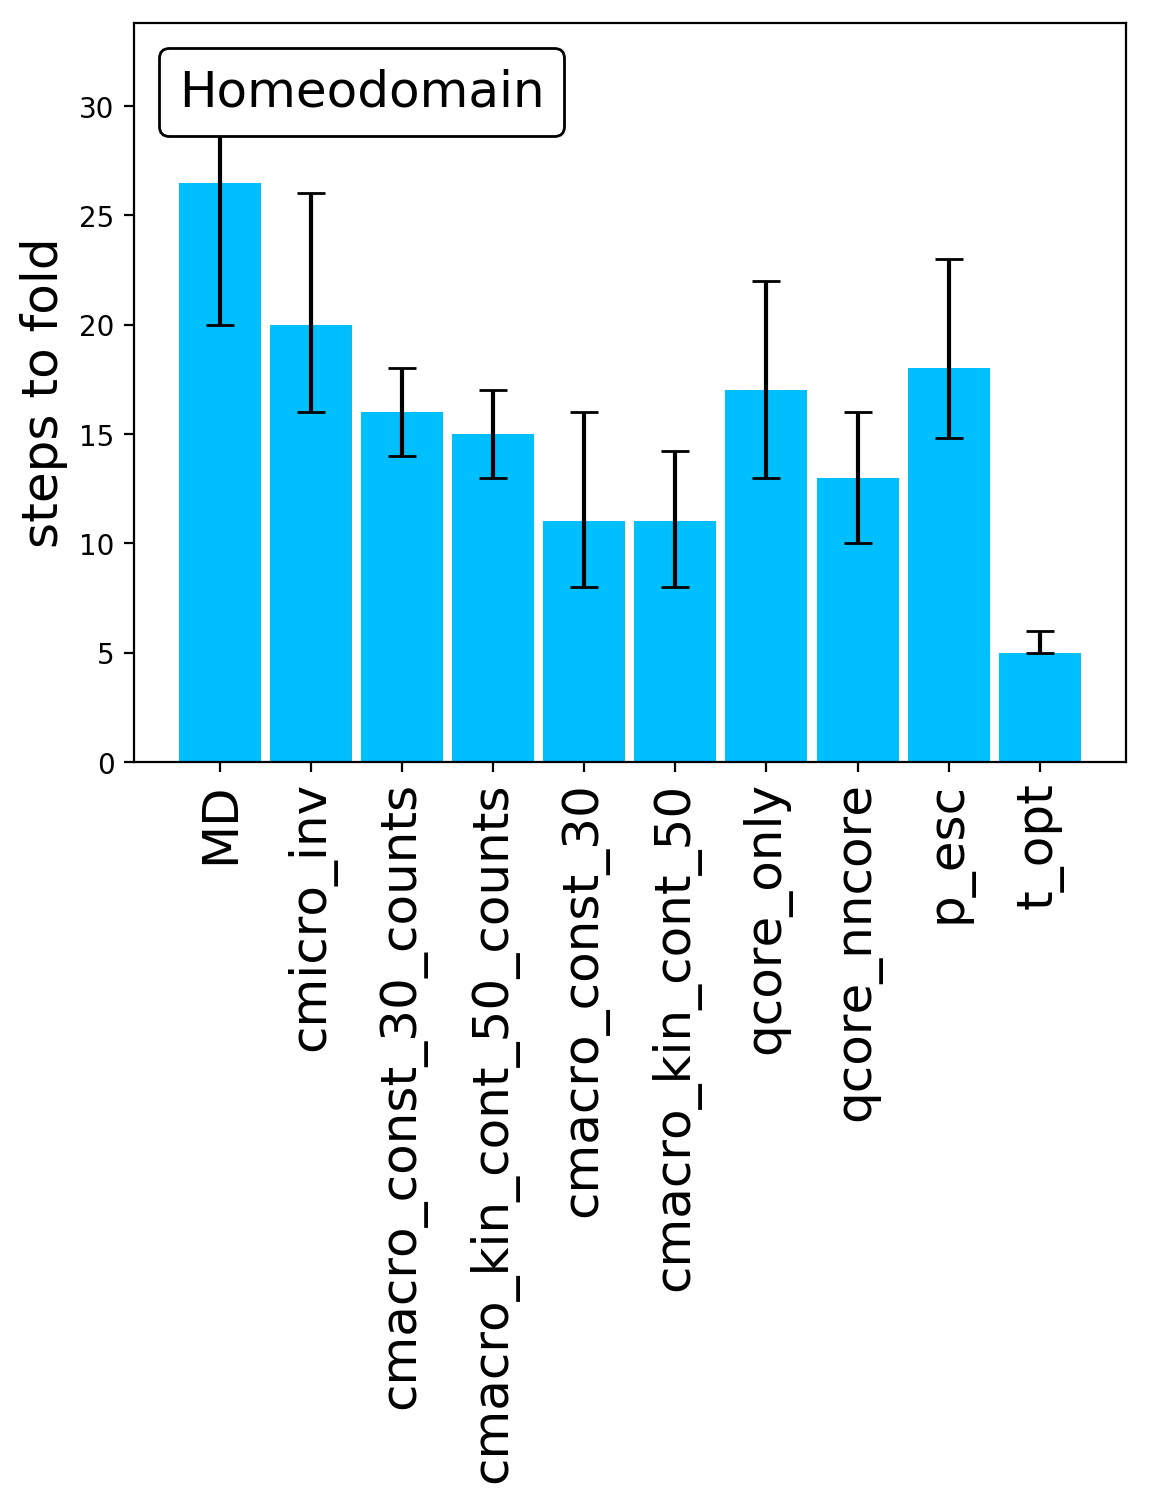 Homeodomain
steps to fold
30
25
20
15
10
5
0
MD
cmicro_inv
cmacro_const_30_counts
cmacro_kin_cont_50_counts
cmacro_const_30
cmacro_kin_cont_50
qcore_only
qcore_nncore
p_esc
t_opt